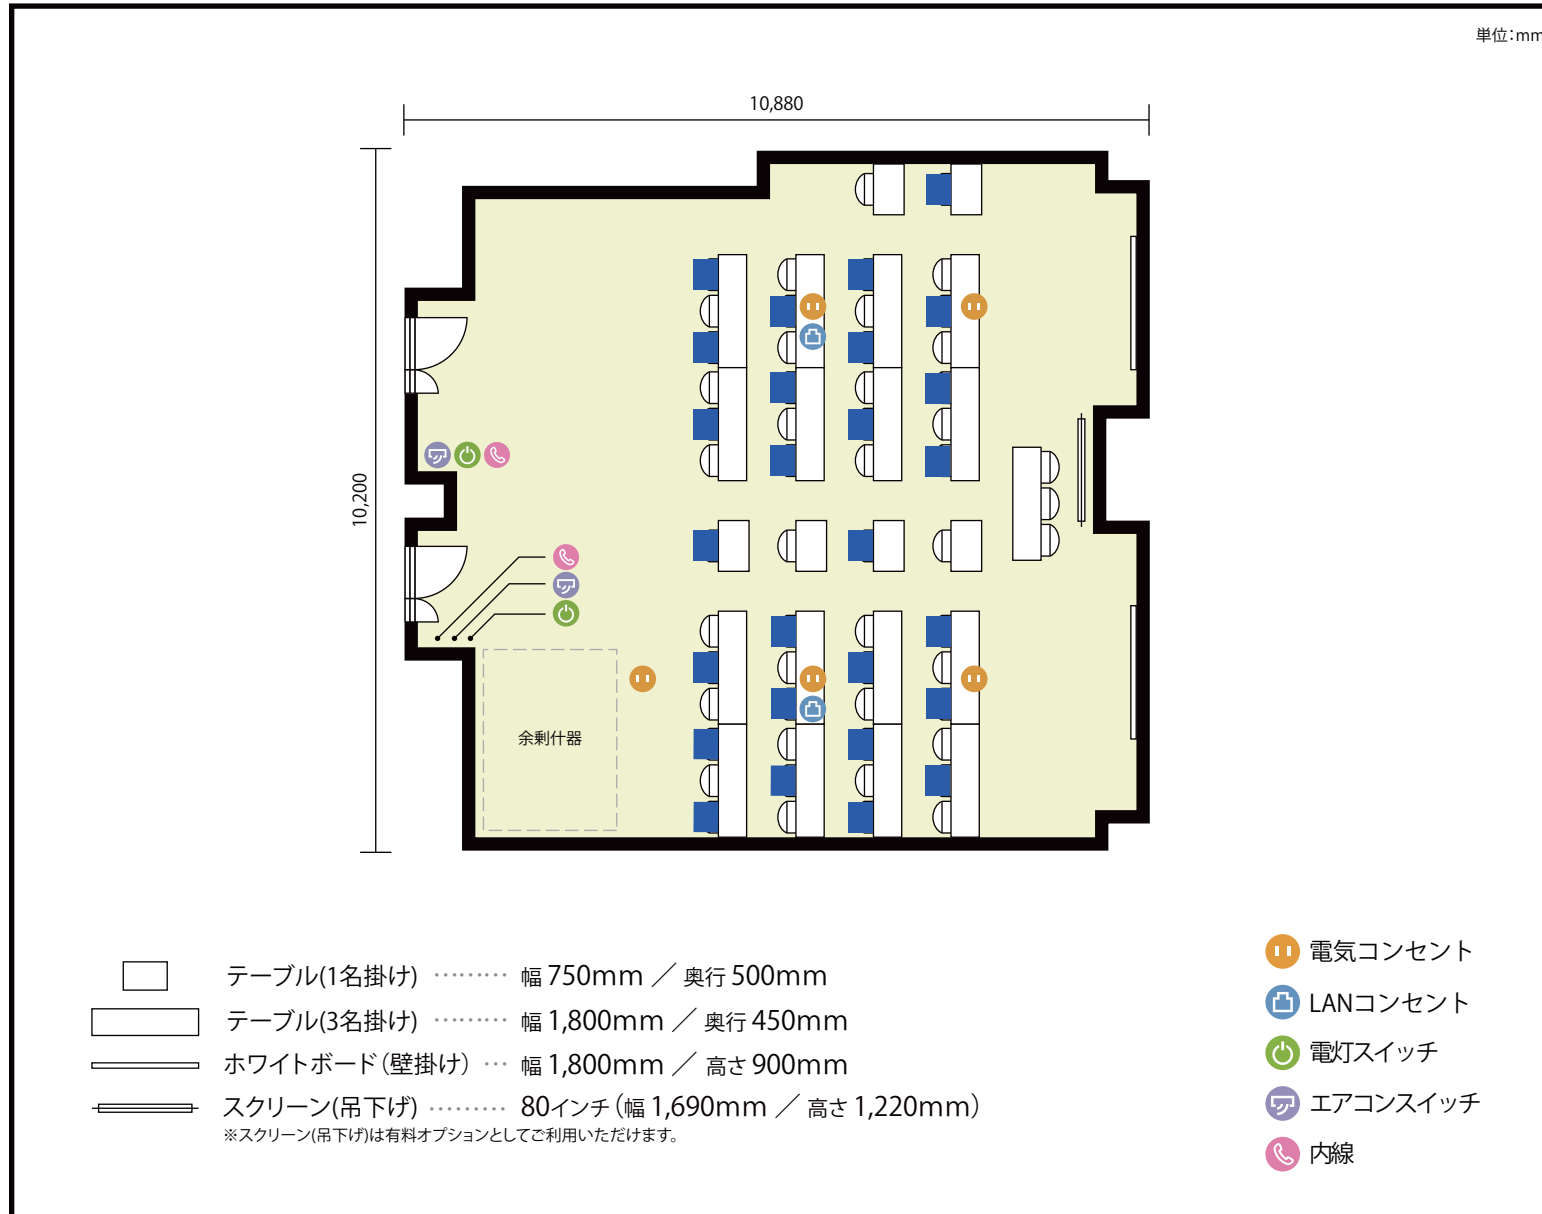 単位：mm
10,880
10,200
余剰什器
テーブル(1名掛け) ········· 幅 750mm ／ 奥行 500mm
テーブル(3名掛け) ········· 幅 1,800mm ／ 奥行 450mm
ホワイトボード（壁掛け） ··· 幅 1,800mm ／ 高さ 900mm
スクリーン(吊下げ) ········· 80インチ（幅 1,690mm ／ 高さ 1,220mm）
※スクリーン(吊下げ)は有料オプションとしてご利用いただけます。
電気コンセント
LANコンセント
電灯スイッチ
エアコンスイッチ
内線